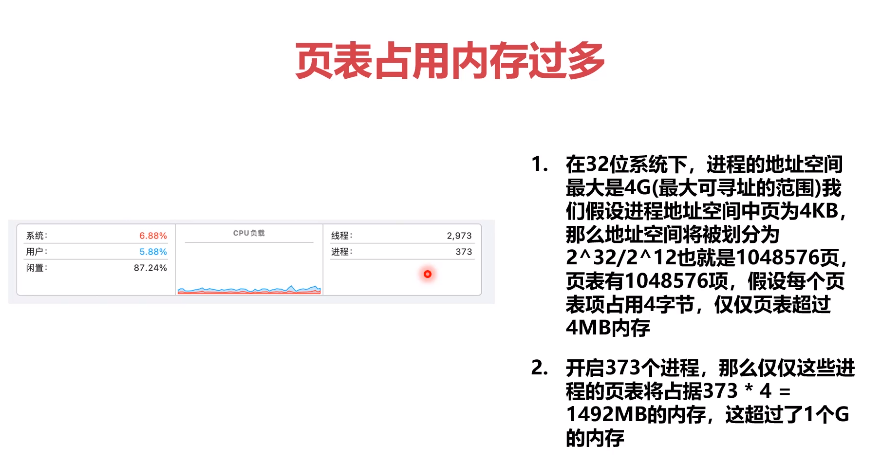 页表占用内存过多
系统: 6.88%
用户: 5.88%
闲置: 87.24%
CPU负载
线程: 2,973
进程: 373
1. 在32位系统下，进程的地址空间
最大是4G(最大可寻址的范围)我
们假设进程地址空间中页为4KB，
那么地址空间将被划分为
2^32/2^12也就是1048576页，
页表有1048576项，假设每个页
表项占用4字节，仅仅页表超过
4MB内存
2. 开启373个进程，那么仅仅这些进
程的页表将占据373 * 4 =
1492MB的内存，这超过了1个G
的内存